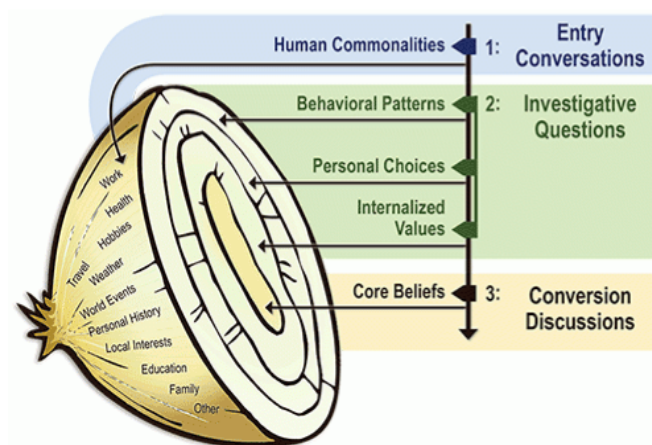 Human Commonalities 1: Entry
Conversations
Behavioral Patterns 2: Investigative
Questions
Personal Choices
Internalized
Values
Core Beliefs 3: Conversion
Discussions
Work
Health
Hobbies
Travel
Weather
World Events
Personal History
Local Interests
Education
Family
Other